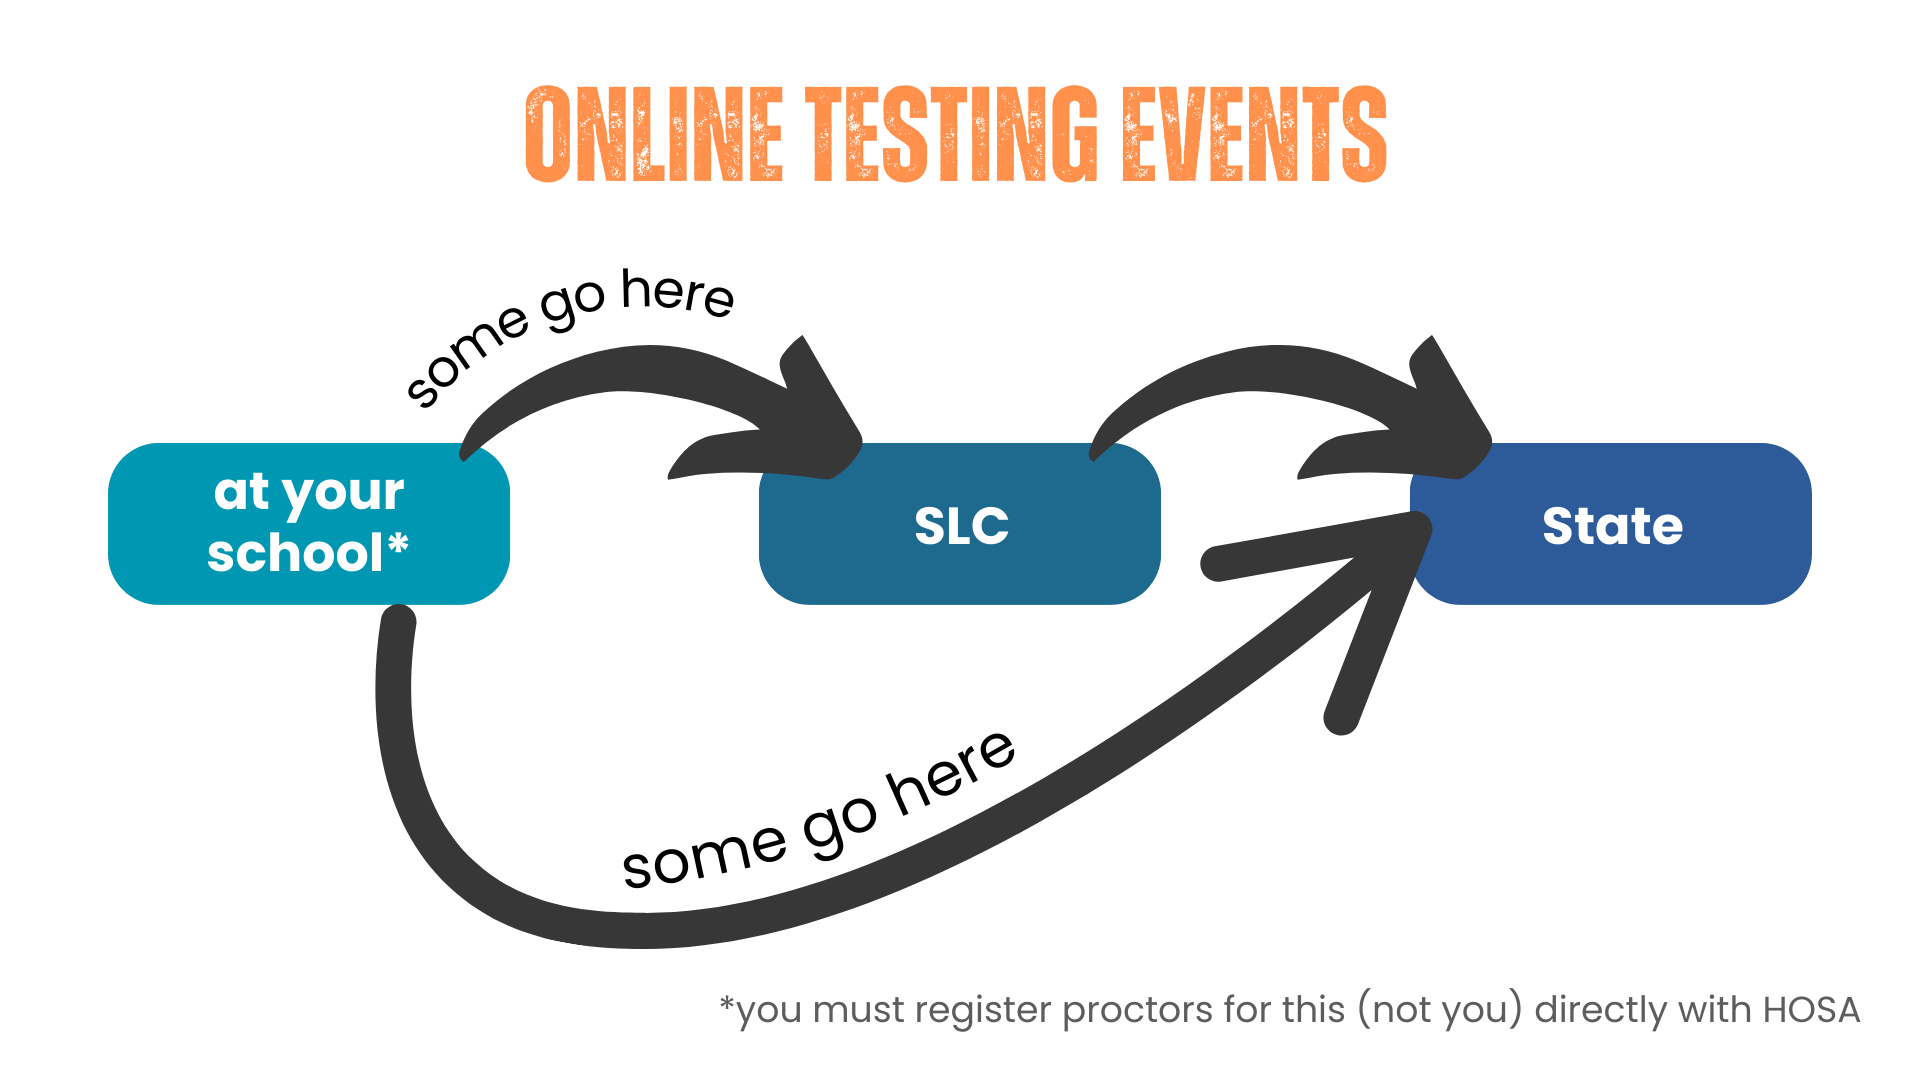 ONLINE TESTING EVENTS
some go here
at your
school*
SLC
State
some go here
*you must register proctors for this (not you) directly with HOSA